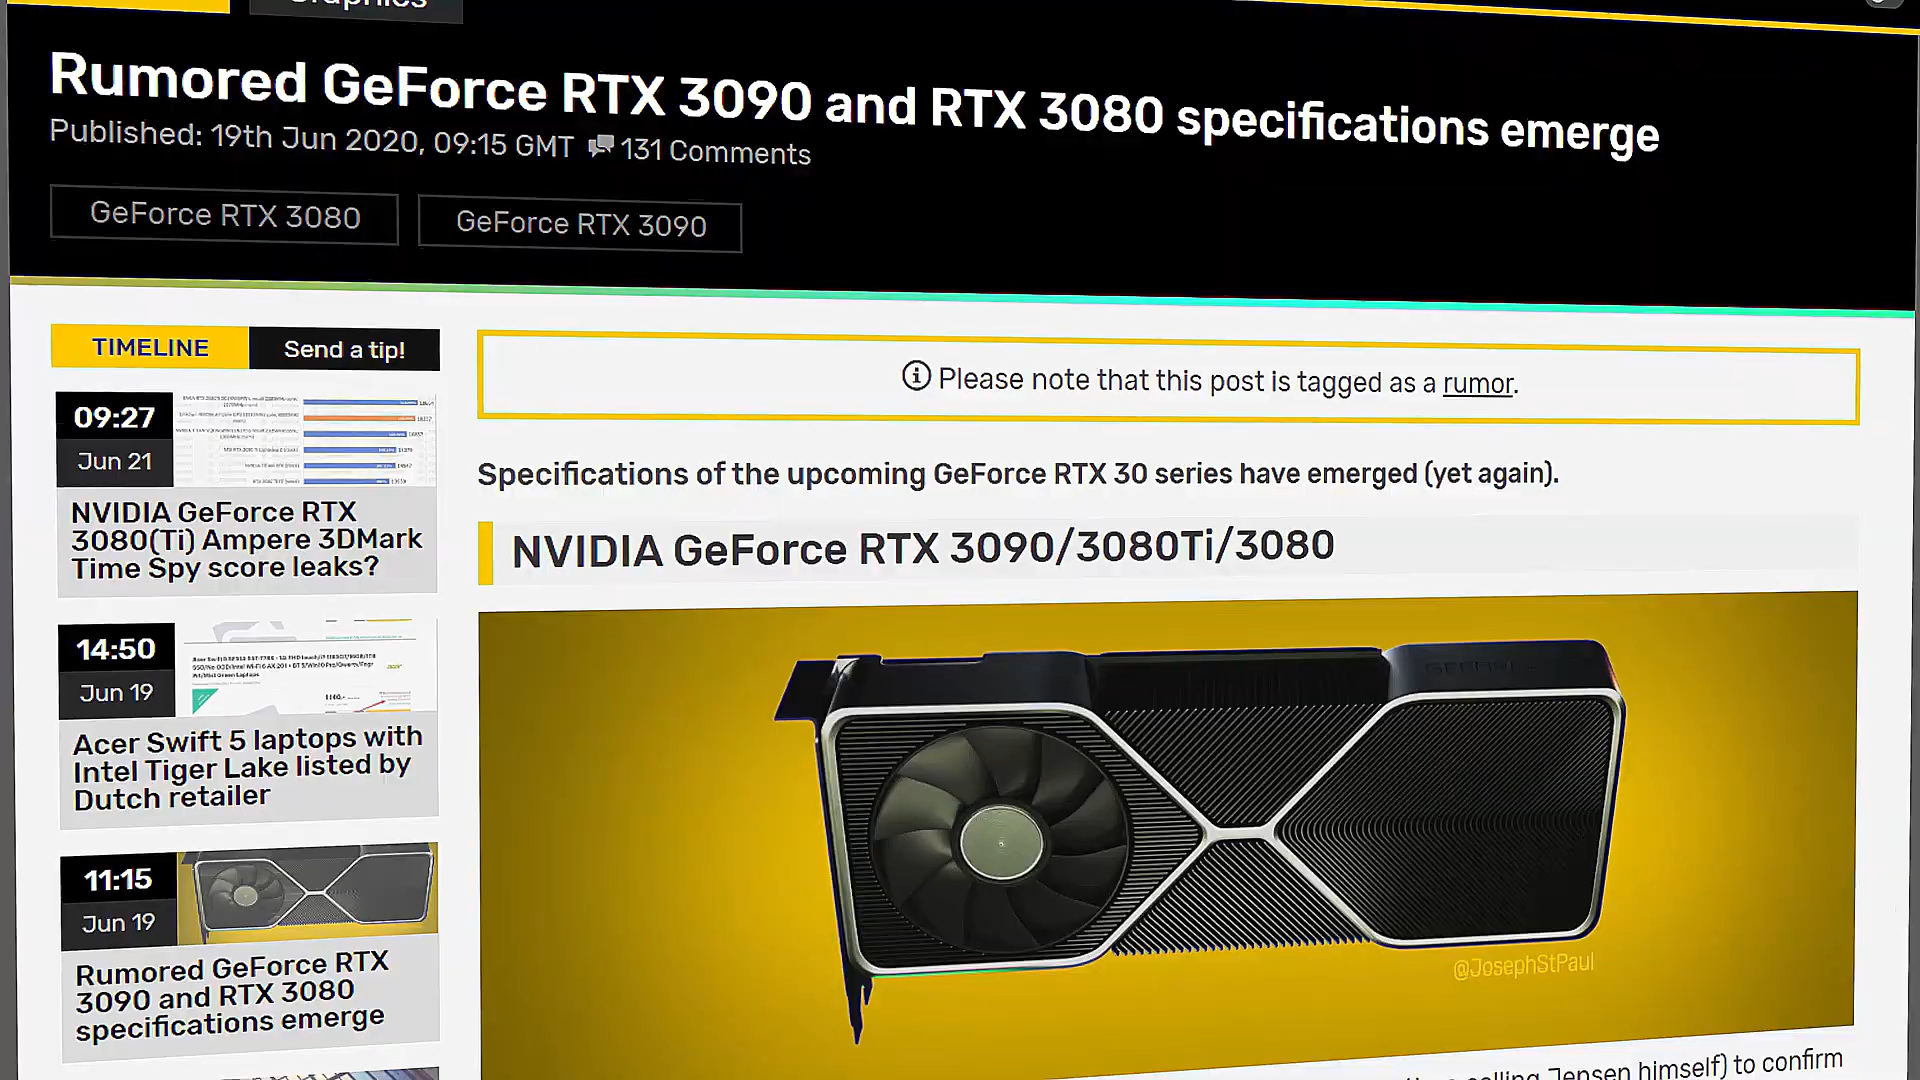 Graphics
Rumored GeForce RTX 3090 and RTX 3080 specifications emerge
Published: 19th Jun 2020, 09:15 GMT 131 Comments
GeForce RTX 3080
GeForce RTX 3090
TIMELINE
Send a tip!
09:27
Jun 21
NVIDIA GeForce RTX
3080(Ti) Ampere 3DMark
Time Spy score leaks?
14:50
Jun 19
Acer Swift 5 laptops with
Intel Tiger Lake listed by
Dutch retailer
11:15
Jun 19
Rumored GeForce RTX
3090 and RTX 3080
specifications emerge
Please note that this post is tagged as a rumor.
Specifications of the upcoming GeForce RTX 30 series have emerged (yet again).
NVIDIA GeForce RTX 3090/3080Ti/3080
@JosephStPaul
calling Jensen himself) to confirm